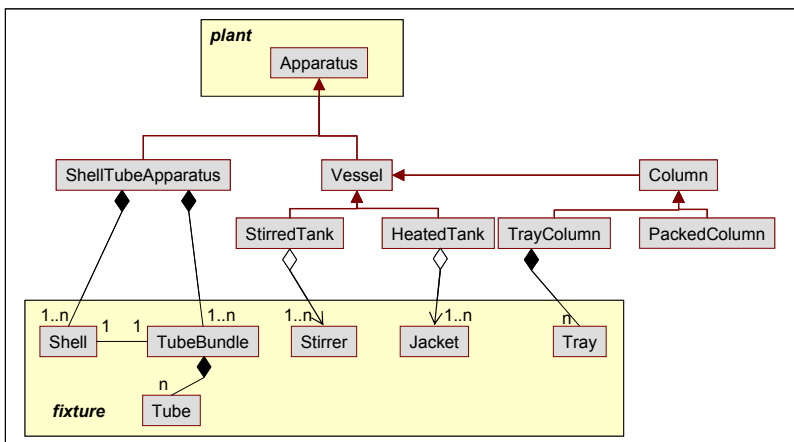 plant
Apparatus
ShellTubeApparatus
Vessel
Column
StirredTank
HeatedTank
TrayColumn
PackedColumn
1..n
1..n
1..n
1..n
n
1
1
Shell
TubeBundle
Stirrer
Jacket
Tray
n
Tube
fixture